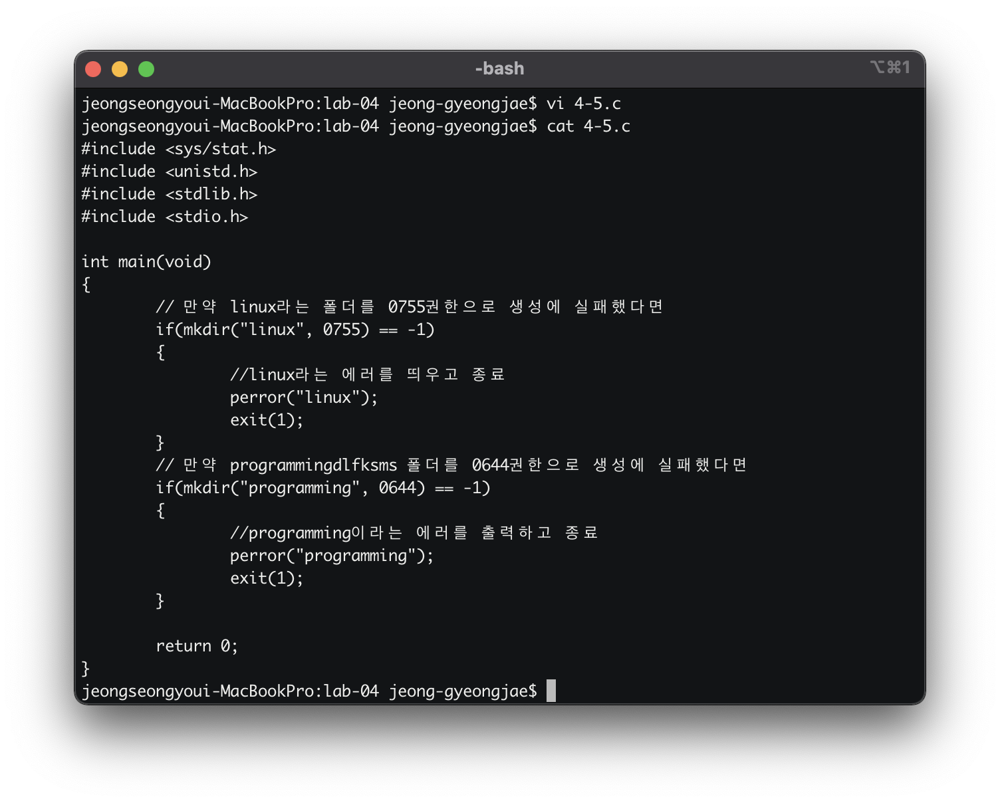 -bash
⌥⌘1
jeongseongyoui-MacBookPro:lab-04 jeong-gyeongjae$ vi 4-5.c
jeongseongyoui-MacBookPro:lab-04 jeong-gyeongjae$ cat 4-5.c
#include <sys/stat.h>
#include <unistd.h>
#include <stdlib.h>
#include <stdio.h>

int main(void)
{
        // 만약 linux라는 폴더를 0755권한으로 생성에 실패했다면
        if(mkdir("linux", 0755) == -1)
        {
                //linux라는 에러를 띄우고 종료
                perror("linux");
                exit(1);
        }
        // 만약 programmingdlfksms 폴더를 0644권한으로 생성에 실패했다면
        if(mkdir("programming", 0644) == -1)
        {
                //programming이라는 에러를 출력하고 종료
                perror("programming");
                exit(1);
        }

        return 0;
}
jeongseongyoui-MacBookPro:lab-04 jeong-gyeongjae$